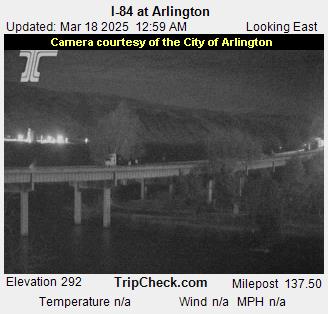 I-84 at Arlington
Updated: Mar 18 2025 12:59 AM Looking East
Camera courtesy of the City of Arlington
Elevation 292 TripCheck.com Milepost 137.50
Temperature n/a Wind n/a MPH n/a